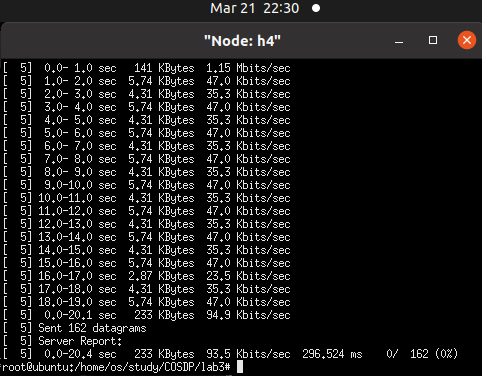 Mar 21 22:30
"Node: h4"
[ 5] 0.0- 1.0 sec 141 KBytes 1.15 Mbits/sec
[ 5] 1.0- 2.0 sec 5.74 KBytes 47.0 Kbits/sec
[ 5] 2.0- 3.0 sec 4.31 KBytes 35.3 Kbits/sec
[ 5] 3.0- 4.0 sec 5.74 KBytes 47.0 Kbits/sec
[ 5] 4.0- 5.0 sec 4.31 KBytes 35.3 Kbits/sec
[ 5] 5.0- 6.0 sec 5.74 KBytes 47.0 Kbits/sec
[ 5] 6.0- 7.0 sec 4.31 KBytes 35.3 Kbits/sec
[ 5] 7.0- 8.0 sec 5.74 KBytes 47.0 Kbits/sec
[ 5] 8.0- 9.0 sec 4.31 KBytes 35.3 Kbits/sec
[ 5] 9.0-10.0 sec 5.74 KBytes 47.0 Kbits/sec
[ 5] 10.0-11.0 sec 4.31 KBytes 35.3 Kbits/sec
[ 5] 11.0-12.0 sec 5.74 KBytes 47.0 Kbits/sec
[ 5] 12.0-13.0 sec 4.31 KBytes 35.3 Kbits/sec
[ 5] 13.0-14.0 sec 5.74 KBytes 47.0 Kbits/sec
[ 5] 14.0-15.0 sec 4.31 KBytes 35.3 Kbits/sec
[ 5] 15.0-16.0 sec 5.74 KBytes 47.0 Kbits/sec
[ 5] 16.0-17.0 sec 2.87 KBytes 23.5 Kbits/sec
[ 5] 17.0-18.0 sec 4.31 KBytes 35.3 Kbits/sec
[ 5] 18.0-19.0 sec 5.74 KBytes 47.0 Kbits/sec
[ 5] 0.0-20.1 sec 233 KBytes 94.9 Kbits/sec
[ 5] Sent 162 datagrams
[ 5] Server Report:
[ 5] 0.0-20.4 sec 233 KBytes 93.5 Kbits/sec 296.524 ms 0/ 162 (0%)
root@ubuntu:/home/os/study/COSDP/lab3#